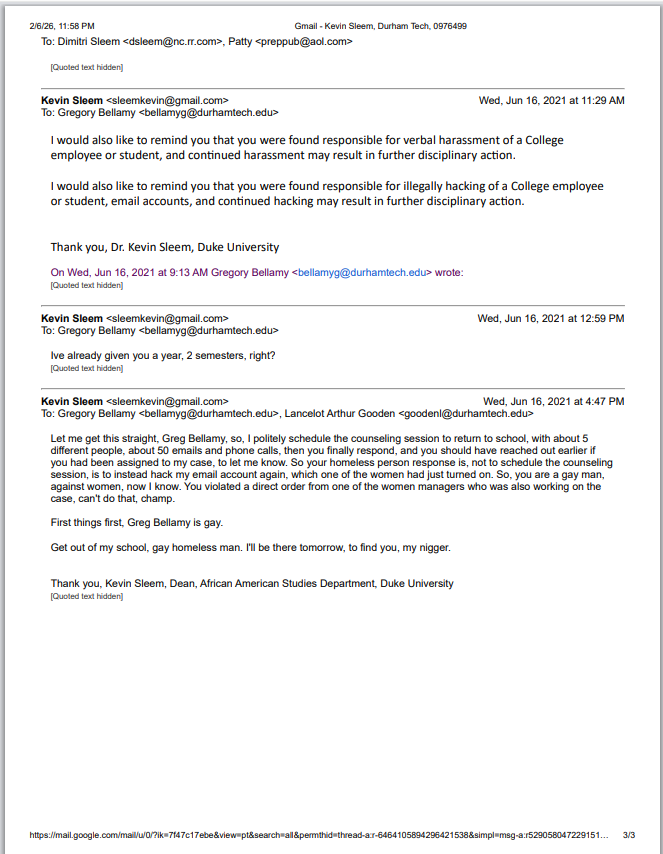 2/6/26, 11:58 PM Gmail - Kevin Sleem, Durham Tech, 0976499
To: Dimitri Sleem <dsleem@nc.rr.com>, Patty <preppub@aol.com>
[Quoted text hidden]
Kevin Sleem <sleemkevin@gmail.com> Wed, Jun 16, 2021 at 11:29 AM
To: Gregory Bellamy <bellamyg@durhamtech.edu>
I would also like to remind you that you were found responsible for verbal harassment of a College
employee or student, and continued harassment may result in further disciplinary action.
I would also like to remind you that you were found responsible for illegally hacking of a College employee
or student, email accounts, and continued hacking may result in further disciplinary action.
Thank you, Dr. Kevin Sleem, Duke University
On Wed, Jun 16, 2021 at 9:13 AM Gregory Bellamy <bellamyg@durhamtech.edu> wrote:
[Quoted text hidden]
Kevin Sleem <sleemkevin@gmail.com> Wed, Jun 16, 2021 at 12:59 PM
To: Gregory Bellamy <bellamyg@durhamtech.edu>
Ive already given you a year, 2 semesters, right?
[Quoted text hidden]
Kevin Sleem <sleemkevin@gmail.com> Wed, Jun 16, 2021 at 4:47 PM
To: Gregory Bellamy <bellamyg@durhamtech.edu>, Lancelot Arthur Gooden <goodenl@durhamtech.edu>
Let me get this straight, Greg Bellamy, so, I politely schedule the counseling session to return to school, with about 5
different people, about 50 emails and phone calls, then you finally respond, and you should have reached out earlier if
you had been assigned to my case, to let me know. So your homeless person response is, not to schedule the counseling
session, is to instead hack my email account again, which one of the women had just turned on. So, you are a gay man,
against women, now I know. You violated a direct order from one of the women managers who was also working on the
case, can't do that, champ.
First things first, Greg Bellamy is gay.
Get out of my school, gay homeless man. I'll be there tomorrow, to find you, my nigger.
Thank you, Kevin Sleem, Dean, African American Studies Department, Duke University
[Quoted text hidden]
https://mail.google.com/mail/u/0/?ik=7f47c17ebe&view=pt&search=all&permthid=thread-a:r-6464105894296421538&simpl=msg-a:r529058047229151... 3/3